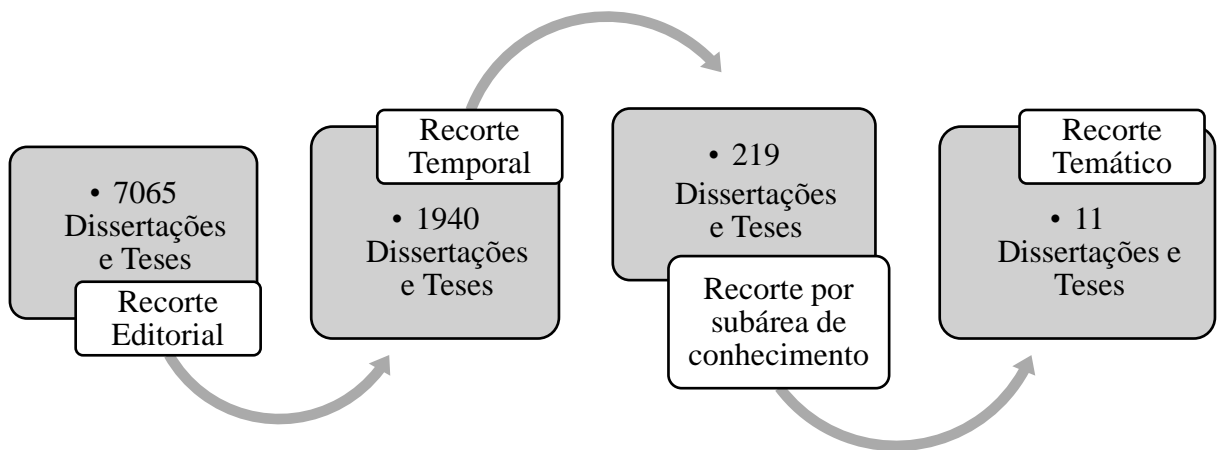 • 7065
Dissertações
e Teses
Recorte
Editorial
Recorte
Temporal
• 1940
Dissertações
e Teses
• 219
Dissertações
e Teses
Recorte por
subárea de
conhecimento
Recorte
Temático
• 11
Dissertações e
Teses